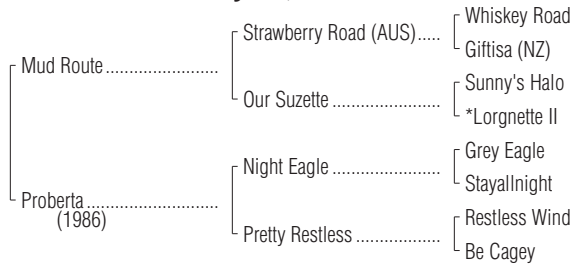 Whiskey Road
Strawberry Road (AUS).....
Giftisa (NZ)
Mud Route........................
Sunny's Halo
Our Suzette .......................
*Lorgnette II
Grey Eagle
Night Eagle .......................
Stayallnight
Proberta............................
(1986)
Restless Wind
Pretty Restless ..................
Be Cagey